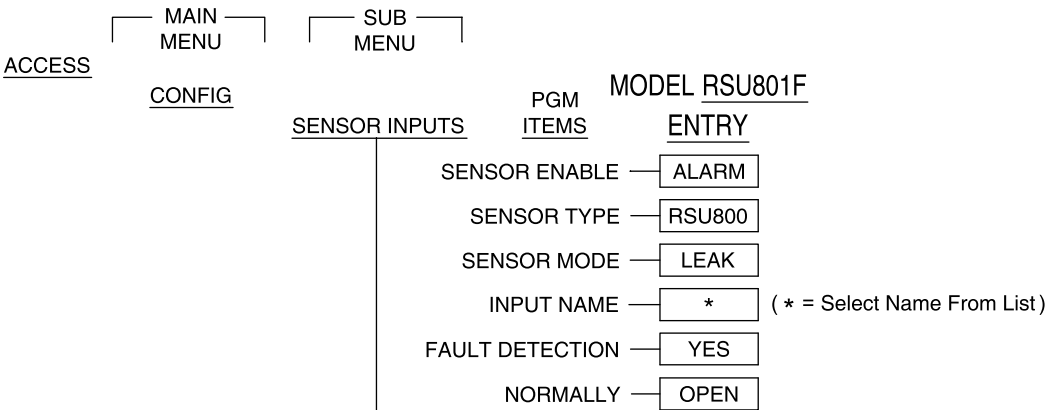 MAIN MENU
SUB MENU
ACCESS
CONFIG
SENSOR INPUTS
PGM ITEMS
MODEL RSU801F
ENTRY
SENSOR ENABLE ALARM
SENSOR TYPE RSU800
SENSOR MODE LEAK
INPUT NAME * ( * = Select Name From List )
FAULT DETECTION YES
NORMALLY OPEN